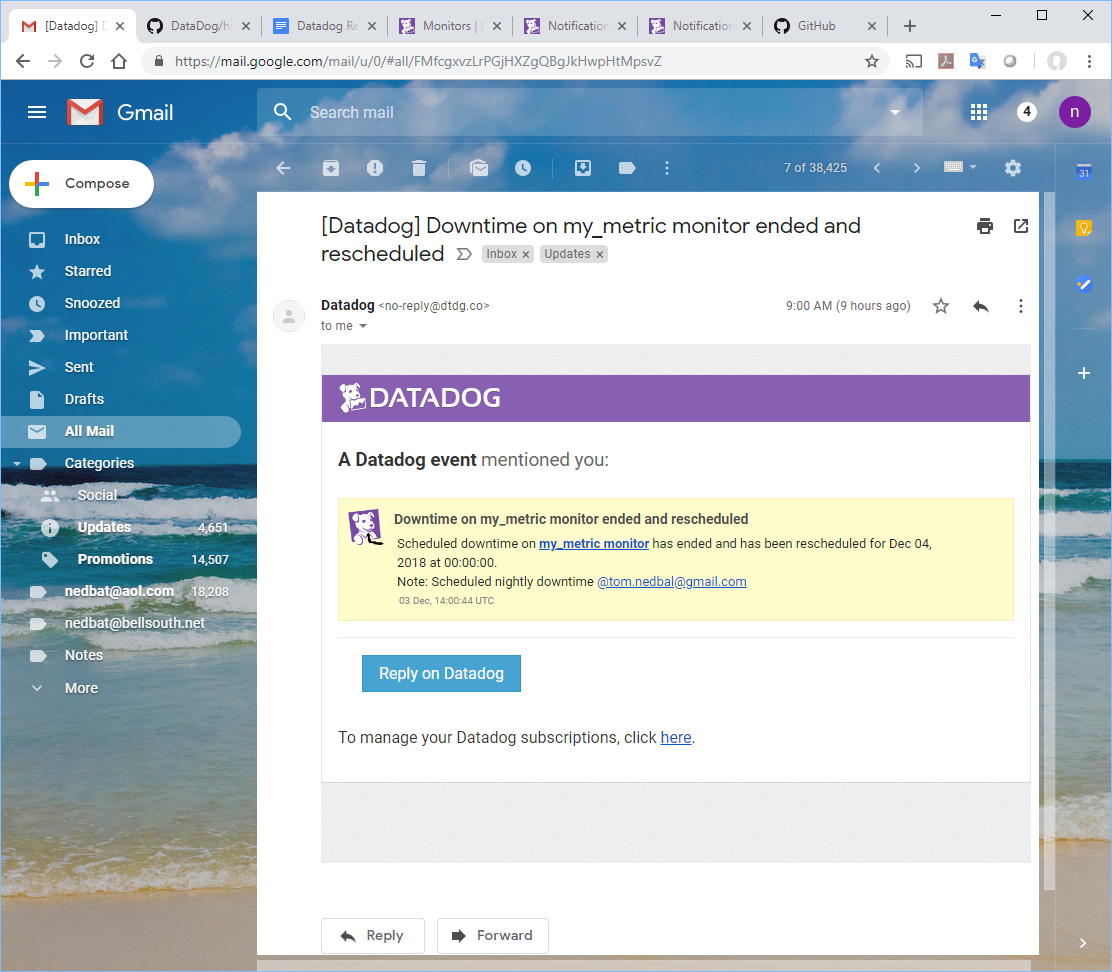 [Datadog] D
DataDog/h
Datadog Re
Monitors |
Notification
Notification
GitHub
https://mail.google.com/mail/u/0/#all/FMfcgxvzLrPGjHXZgQBgJkHwpHtMpsvZ
Gmail
Search mail
4
n
Compose
7 of 38,425
31
Inbox
Starred
Snoozed
Important
Sent
Drafts
All Mail
Categories
Social
Updates 4,651
Promotions 14,507
nedbat@aol.com 18,208
nedbat@bellsouth.net
Notes
More
[Datadog] Downtime on my_metric monitor ended and
rescheduled Inbox x Updates x
Datadog <no-reply@dtdg.co> 9:00 AM (9 hours ago)
to me
DATADOG
A Datadog event mentioned you:
Downtime on my_metric monitor ended and rescheduled
Scheduled downtime on my_metric monitor has ended and has been rescheduled for Dec 04,
2018 at 00:00:00.
Note: Scheduled nightly downtime @tom.nedbal@gmail.com
03 Dec, 14:00:44 UTC
Reply on Datadog
To manage your Datadog subscriptions, click here.
Reply
Forward